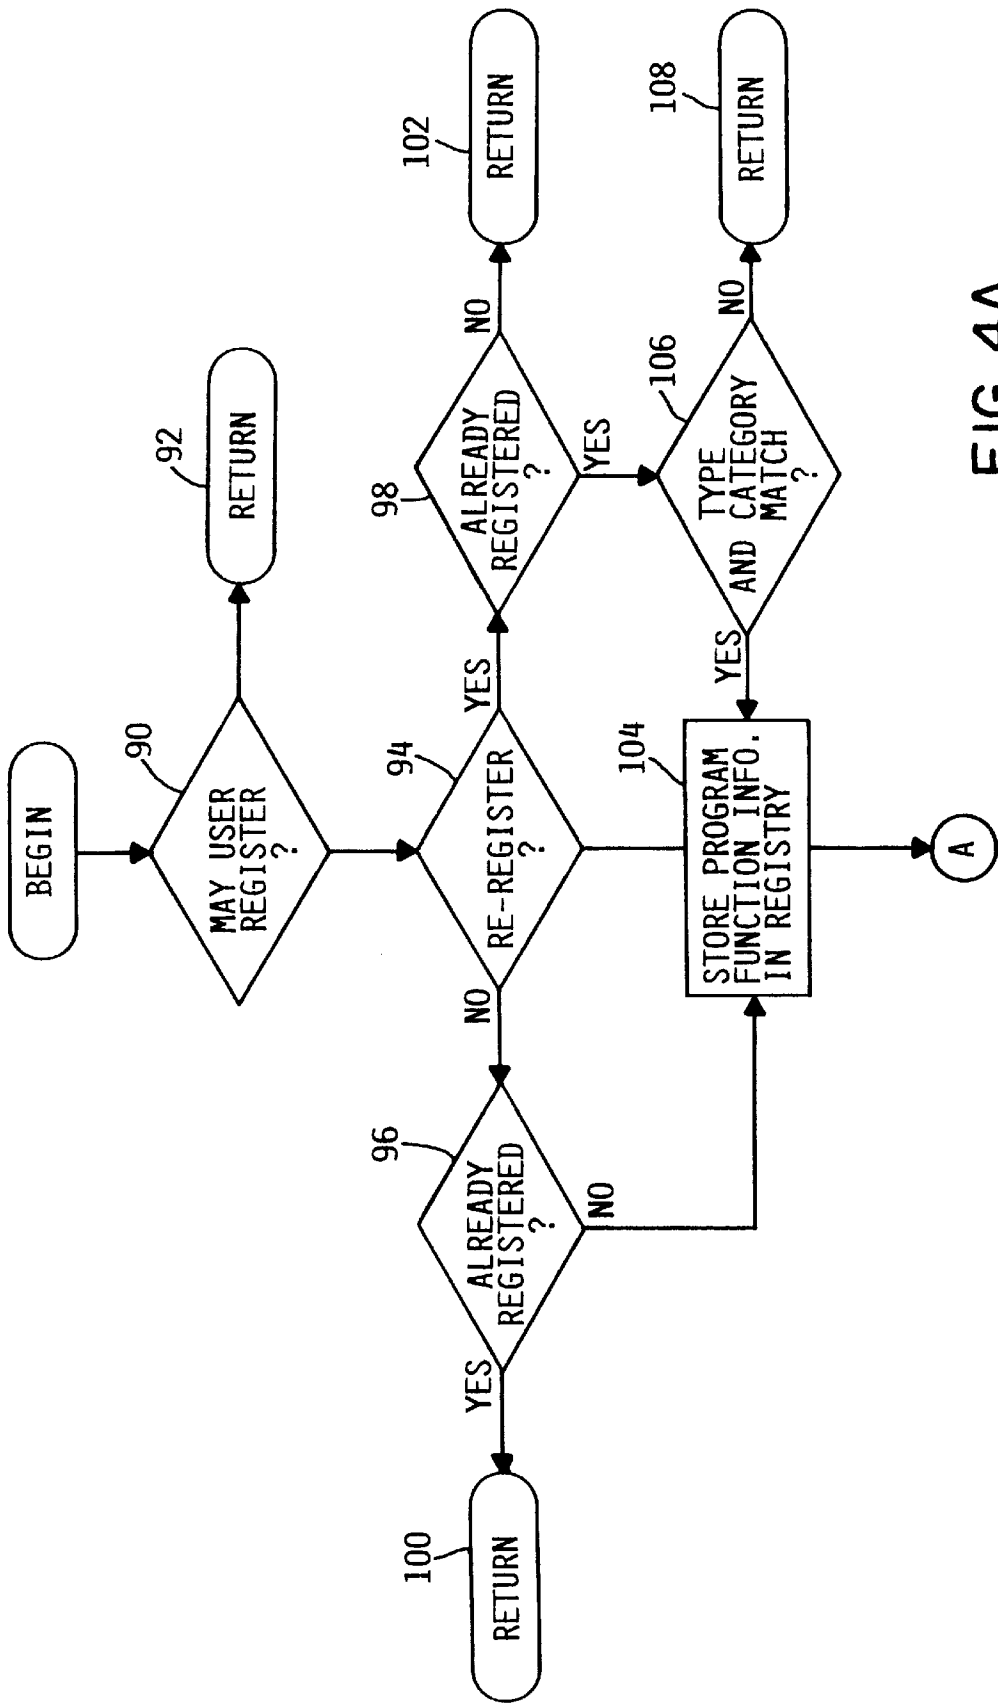 BEGIN
90
MAY USER
REGISTER
?
92
RETURN
94
RE-REGISTER
?
NO
YES
96
ALREADY
REGISTERED
?
YES
NO
100
RETURN
98
ALREADY
REGISTERED
?
NO
YES
102
RETURN
104
STORE PROGRAM
FUNCTION INFO.
IN REGISTRY
106
TYPE
AND CATEGORY
MATCH
?
YES
NO
108
RETURN
A
FIG. 4A